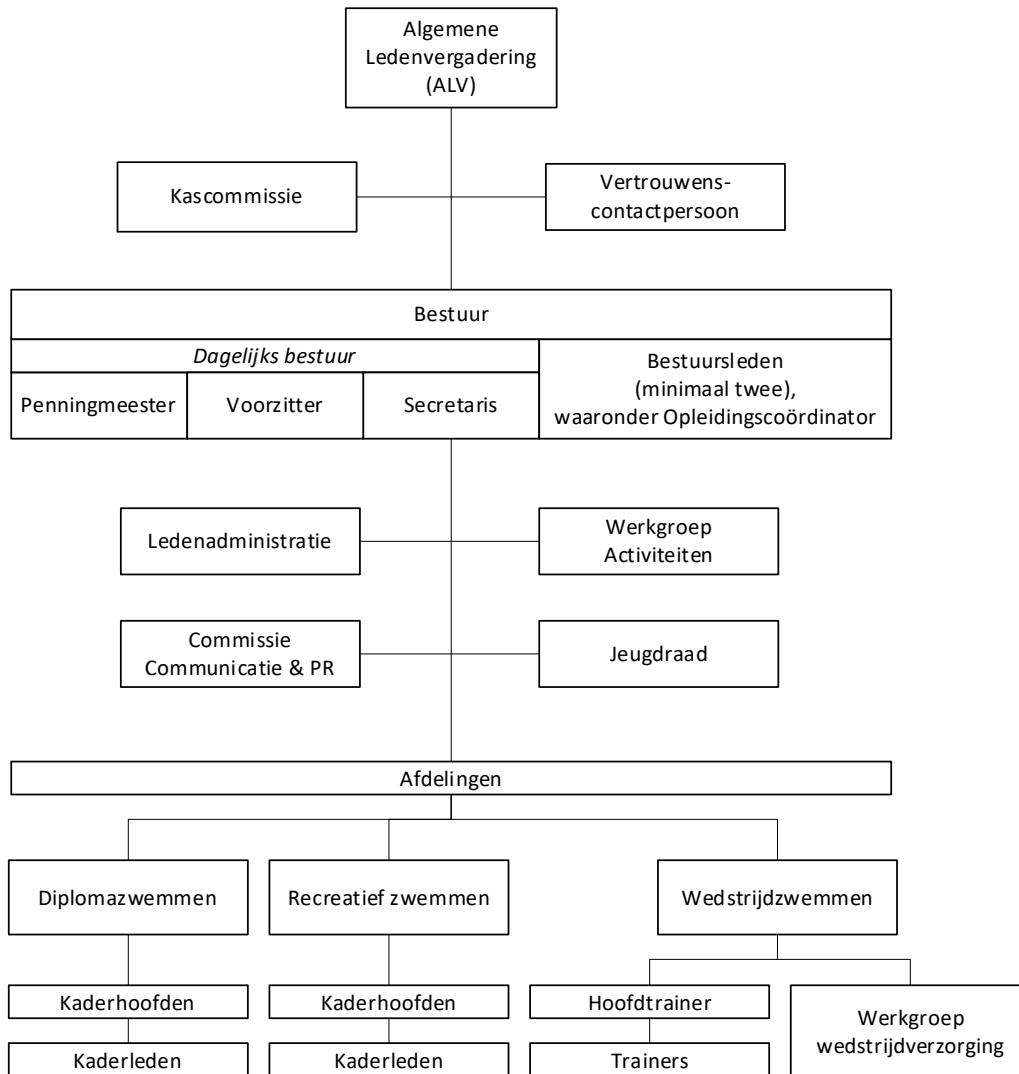 Algemene
Ledenvergadering
(ALV)
Kascommissie
Vertrouwens-
contactpersoon
Bestuur
Dagelijks bestuur
Penningmeester
Voorzitter
Secretaris
Bestuursleden
(minimaal twee),
waaronder Opleidingscoördinator
Ledenadministratie
Werkgroep
Activiteiten
Commissie
Communicatie & PR
Jeugdraad
Afdelingen
Diplomazwemmen
Recreatief zwemmen
Wedstrijdzwemmen
Kaderhoofden
Kaderhoofden
Hoofdtrainer
Werkgroep
wedstrijdverzorging
Kaderleden
Kaderleden
Trainers